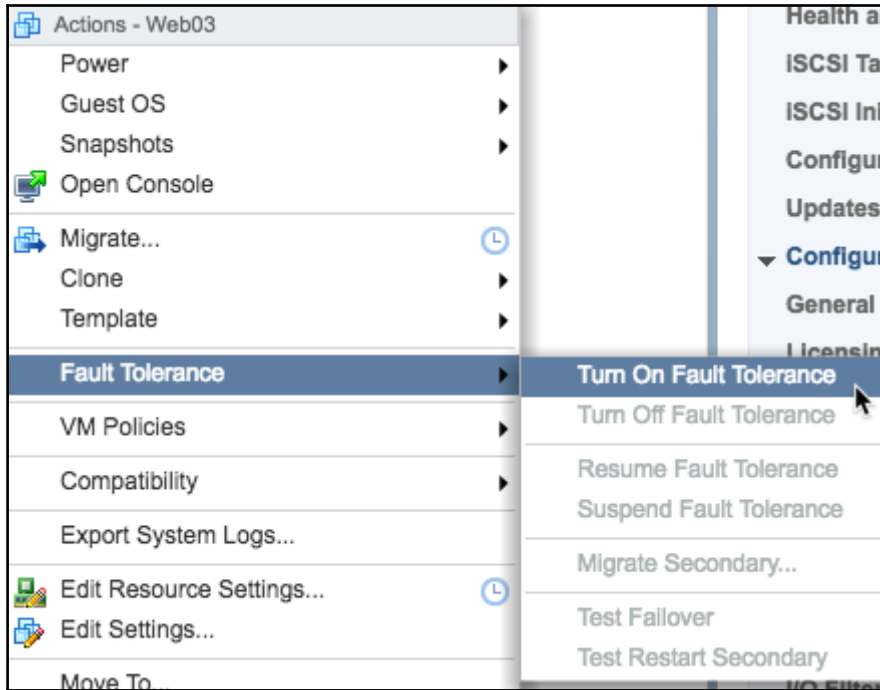 Actions - Web03
Power
Guest OS
Snapshots
Open Console
Migrate...
Clone
Template
Fault Tolerance
VM Policies
Compatibility
Export System Logs...
Edit Resource Settings...
Edit Settings...
Move To...
Turn On Fault Tolerance
Turn Off Fault Tolerance
Resume Fault Tolerance
Suspend Fault Tolerance
Migrate Secondary...
Test Failover
Test Restart Secondary
Health a
iSCSI Ta
iSCSI Ini
Configur
Updates
Configur
General
Licensin
I/O Filter